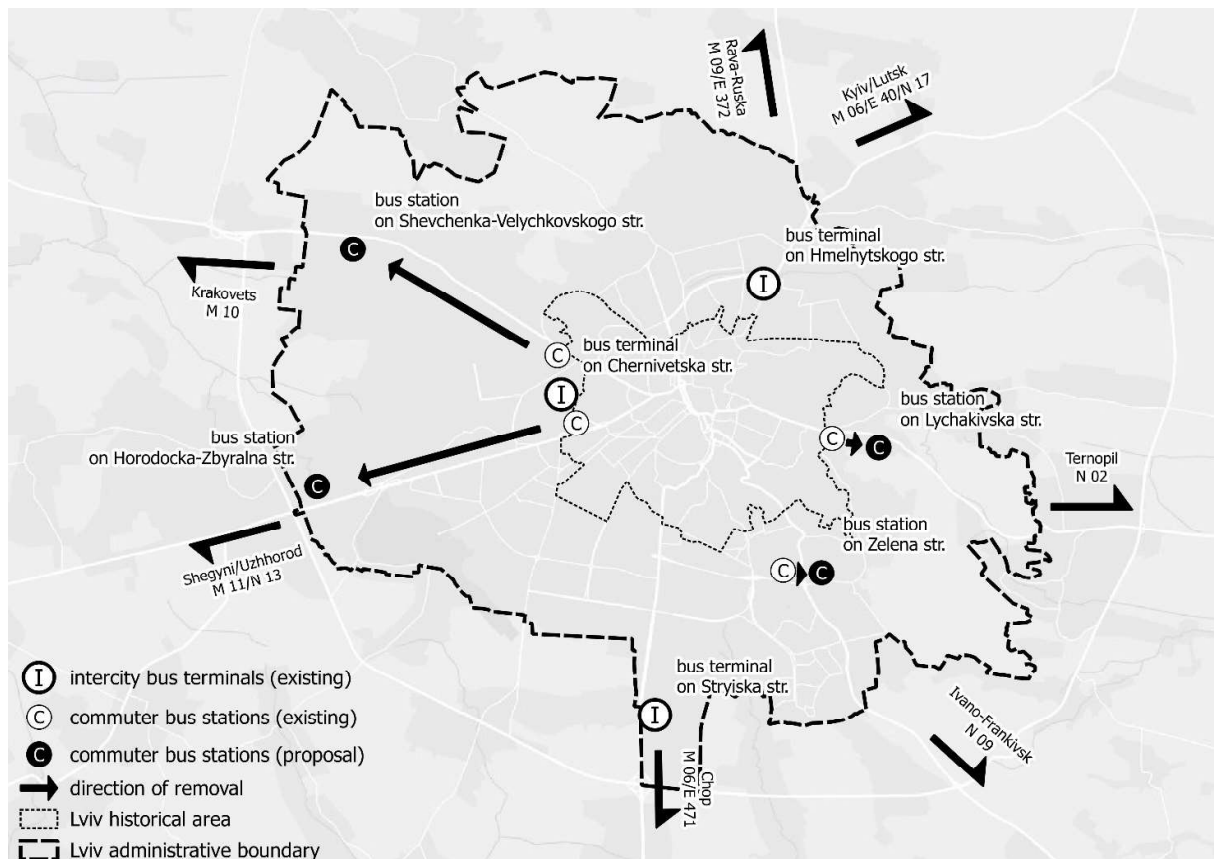 Rava-Ruska
M 09/E 372
Kyiv/Lutsk
M 06/E 40/N 17
bus station
on Shevchenka-Velychkovskogo str.
C
bus terminal
on Hmelnytskogo str.
I
Krakovets
M 10
C
bus terminal
on Chernivetska str.
I
C
bus station
on Lychakivska str.
C
C
bus station
on Horodocka-Zbyralna str.
C
Ternopil
N 02
Shegyni/Uzhhorod
M 11/N 13
bus station
on Zelena str.
C
C
bus terminal
on Stryiska str.
I
Ivano-Frankivsk
N 09
Chop
M 06/E 471
I intercity bus terminals (existing)
C commuter bus stations (existing)
C commuter bus stations (proposal)
direction of removal
Lviv historical area
Lviv administrative boundary